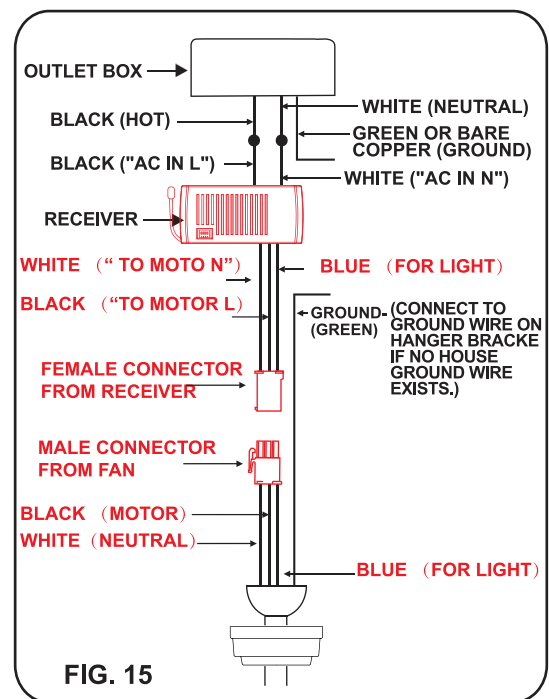 OUTLET BOX
WHITE (NEUTRAL)
BLACK (HOT)
GREEN OR BARE
COPPER (GROUND)
BLACK ("AC IN L")
WHITE ("AC IN N")
RECEIVER
WHITE (“ TO MOTO N”)
BLUE (FOR LIGHT)
BLACK (“TO MOTOR L)
GROUND-
(GREEN)
(CONNECT TO
GROUND WIRE ON
HANGER BRACKE
IF NO HOUSE
GROUND WIRE
EXISTS.)
FEMALE CONNECTOR
FROM RECEIVER
MALE CONNECTOR
FROM FAN
BLACK (MOTOR)
WHITE (NEUTRAL)
BLUE (FOR LIGHT)
FIG. 15